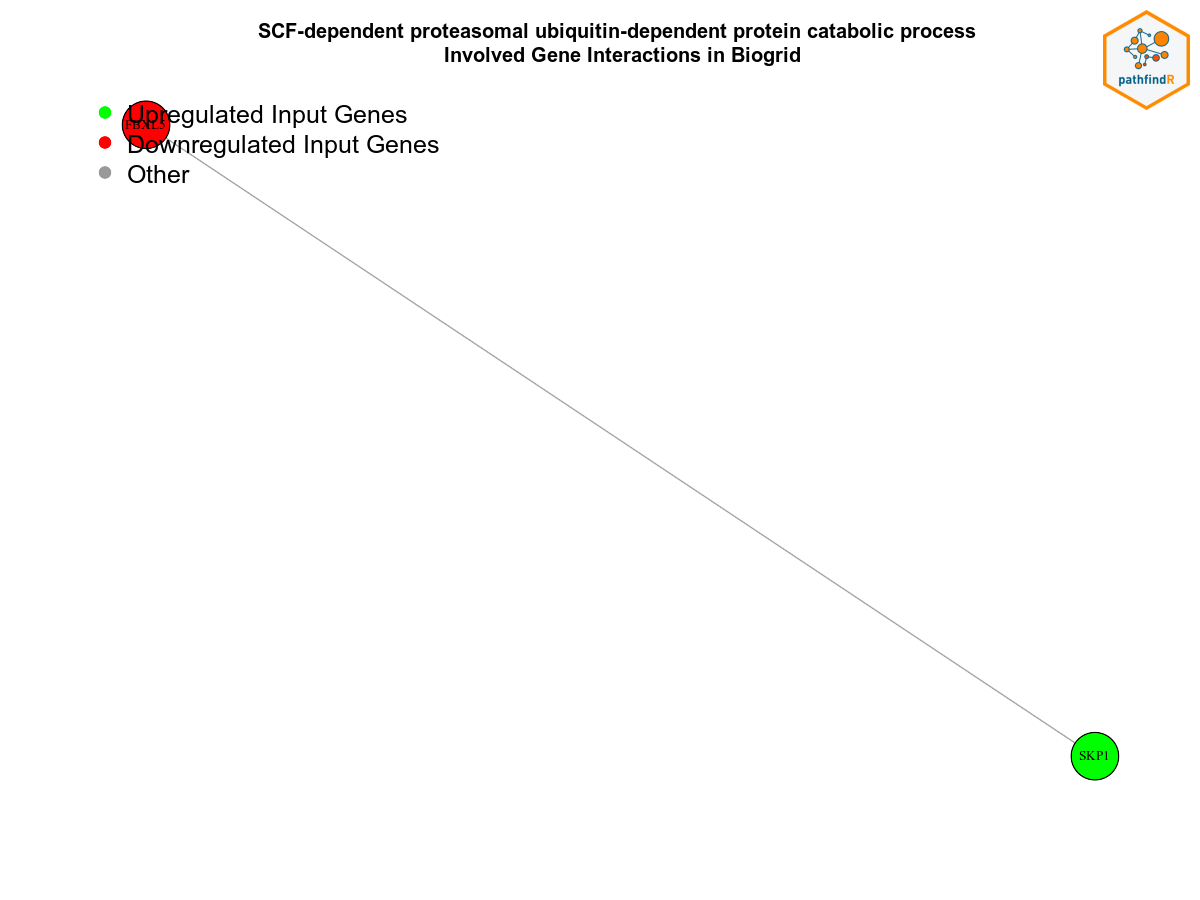 SCF-dependent proteasomal ubiquitin-dependent protein catabolic process
Involved Gene Interactions in Biogrid
pathfindR
Upregulated Input Genes
FBXL5
Downregulated Input Genes
Other
SKP1